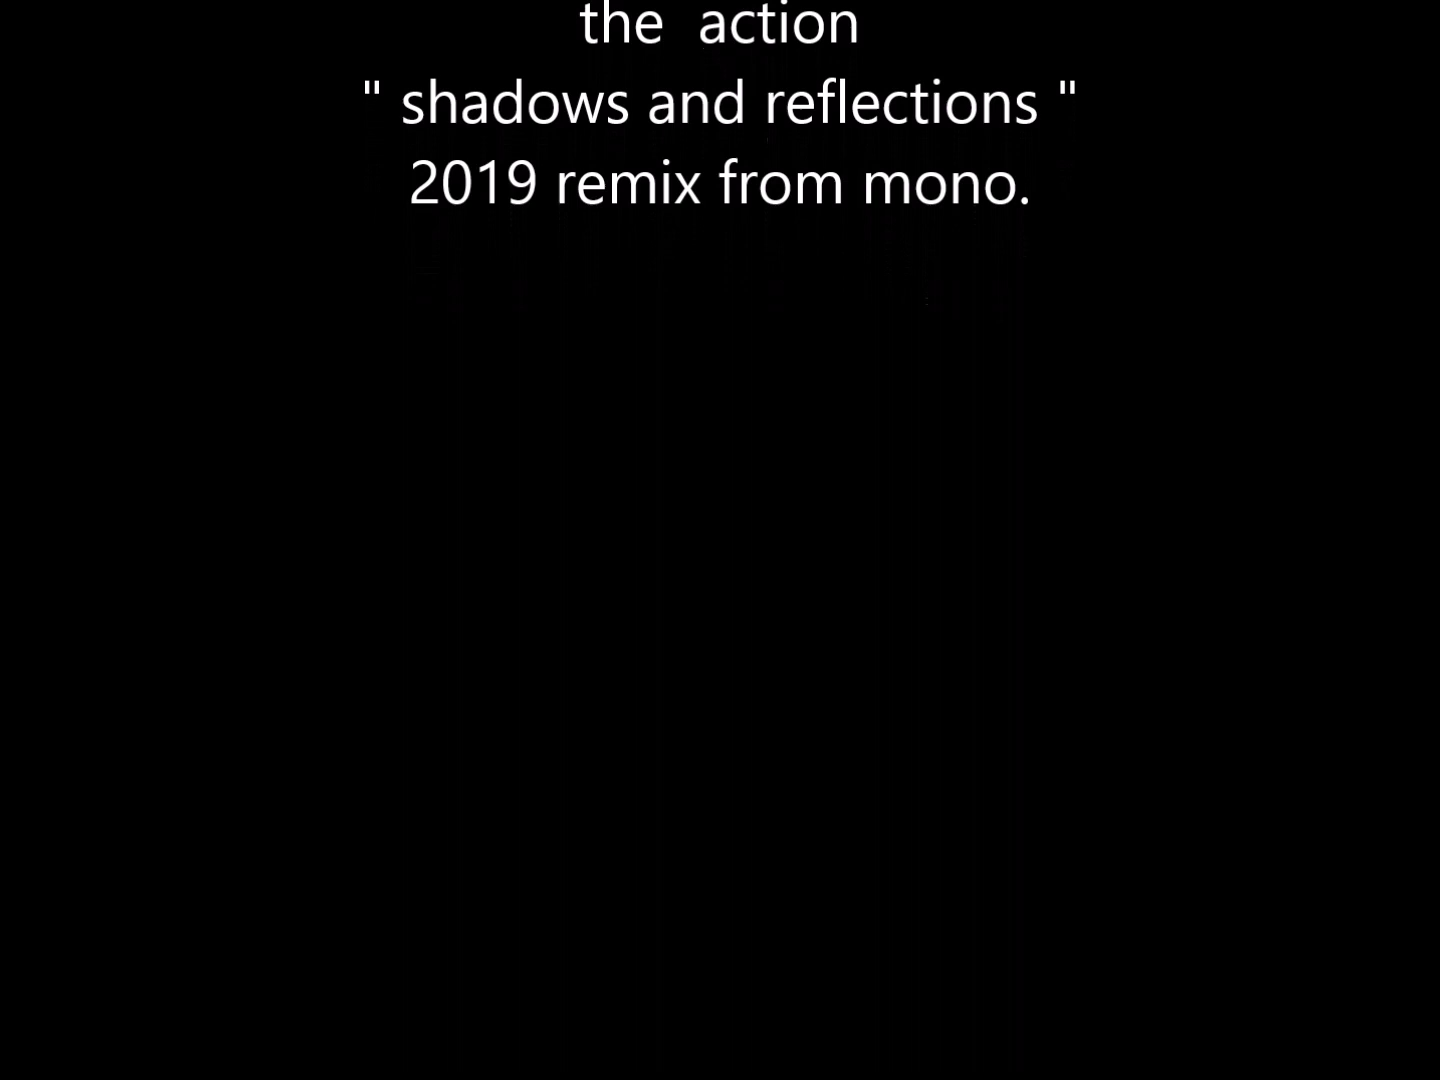 the  action
" shadows and reflections "
2019 remix from mono.